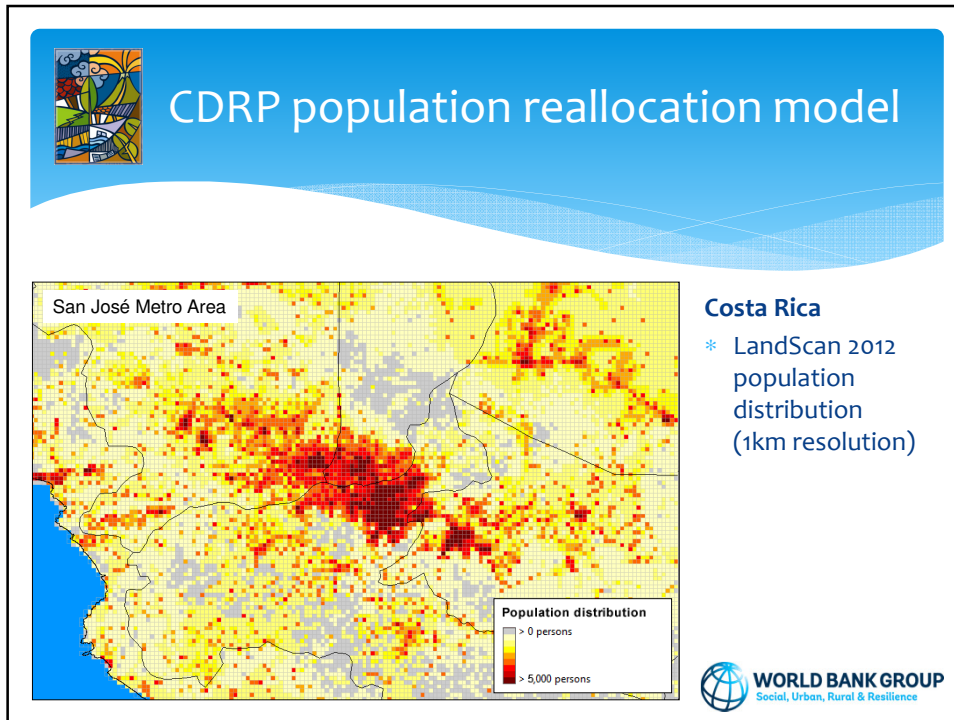 CDRP population reallocation model
San José Metro Area
Population distribution
> 0 persons
> 5,000 persons
Costa Rica
* LandScan 2012
population
distribution
(1km resolution)
WORLD BANK GROUP
Social, Urban, Rural & Resilience